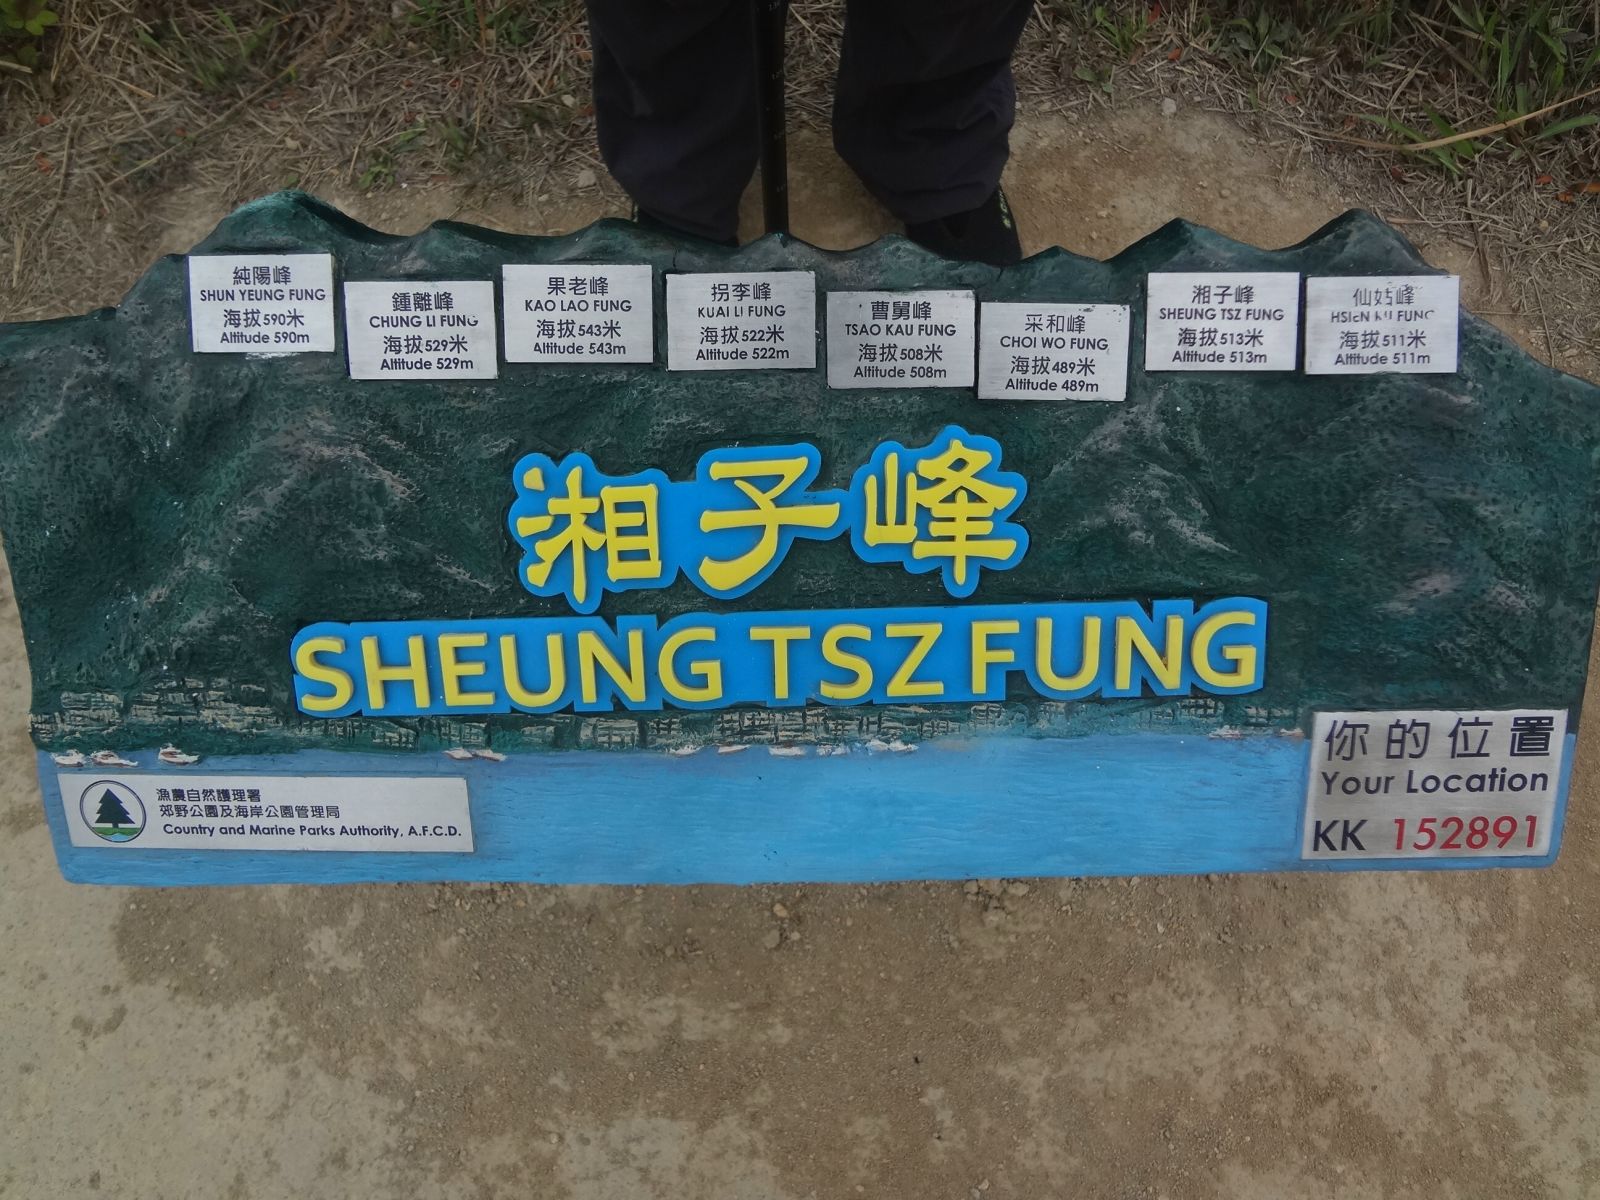 純陽峰
SHUN YEUNG FUNG
海拔590米
Altitude 590m
鍾離峰
CHUNG LI FUNG
海拔529米
Altitude 529m
果老峰
KAO LAO FUNG
海拔543米
Altitude 543m
拐李峰
KUAI LI FUNG
海拔522米
Altitude 522m
曹舅峰
TSAO KAU FUNG
海拔508米
Altitude 508m
采和峰
CHOI WO FUNG
海拔489米
Altitude 489m
湘子峰
SHEUNG TSZ FUNG
海拔513米
Altitude 513m
仙姑峰
HSIEN KU FUNG
海拔511米
Altitude 511m
湘子峰
SHEUNG TSZ FUNG
漁農自然護理署
郊野公園及海岸公園管理局
Country and Marine Parks Authority, A.F.C.D.
你的位置
Your Location
KK 152891